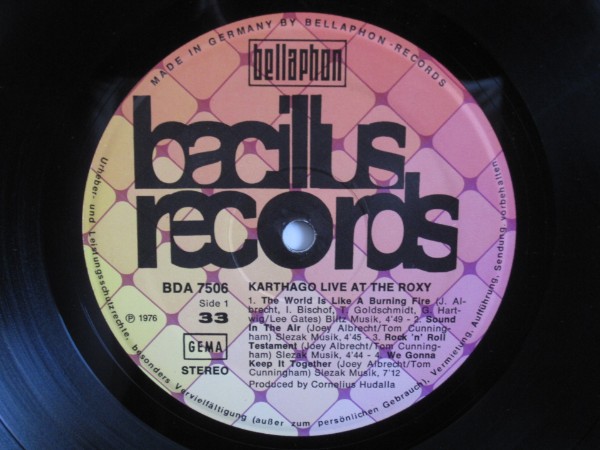 MADE IN GERMANY BY BELLAPHON - RECORDS
bellaphon
bacillus
records
BDA 7506
Side 1
33
℗ 1976
GEMA
STEREO
KARTHAGO LIVE AT THE ROXY
1. The World Is Like A Burning Fire (J. Al-
brecht, I. Bischof, T. Goldschmidt, G. Hart-
wig/Lee Gates) Blitz Musik, 4'49 - 2. Sound
In The Air (Joey Albrecht/Tom Cunning-
ham) Slezak Musik, 4'45 - 3. Rock 'n' Roll
Testament (Joey Albrecht/Tom Cunning-
ham) Slezak Musik, 4'44 - 4. We Gonna
Keep It Together (Joey Albrecht/Tom
Cunningham) Slezak Musik, 7'12
Produced by Cornelius Hudalla
Urheber- und Leistungsschutzrechte, besonders Vervielfältigung (außer zum persönlichen Gebrauch), Vermietung, Aufführung, Sendung vorbehalten.